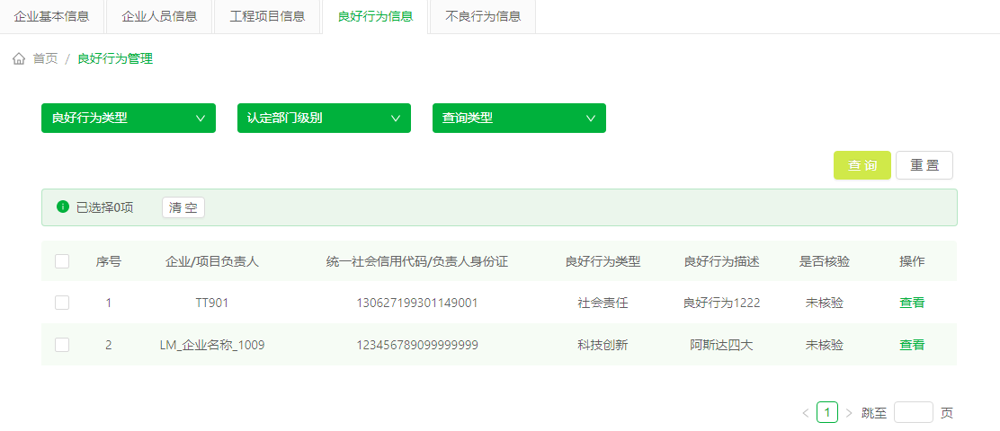 企业基本信息 企业人员信息 工程项目信息 良好行为信息 不良行为信息
首页 / 良好行为管理
良好行为类型 认定部门级别 查询类型
查 询 重 置
已选择0项 清 空
序号 企业/项目负责人 统一社会信用代码/负责人身份证 良好行为类型 良好行为描述 是否核验 操作
1 TT901 130627199301149001 社会责任 良好行为1222 未核验 查看
2 LM_企业名称_1009 123456789099999999 科技创新 阿斯达四大 未核验 查看
< 1 > 跳至 页